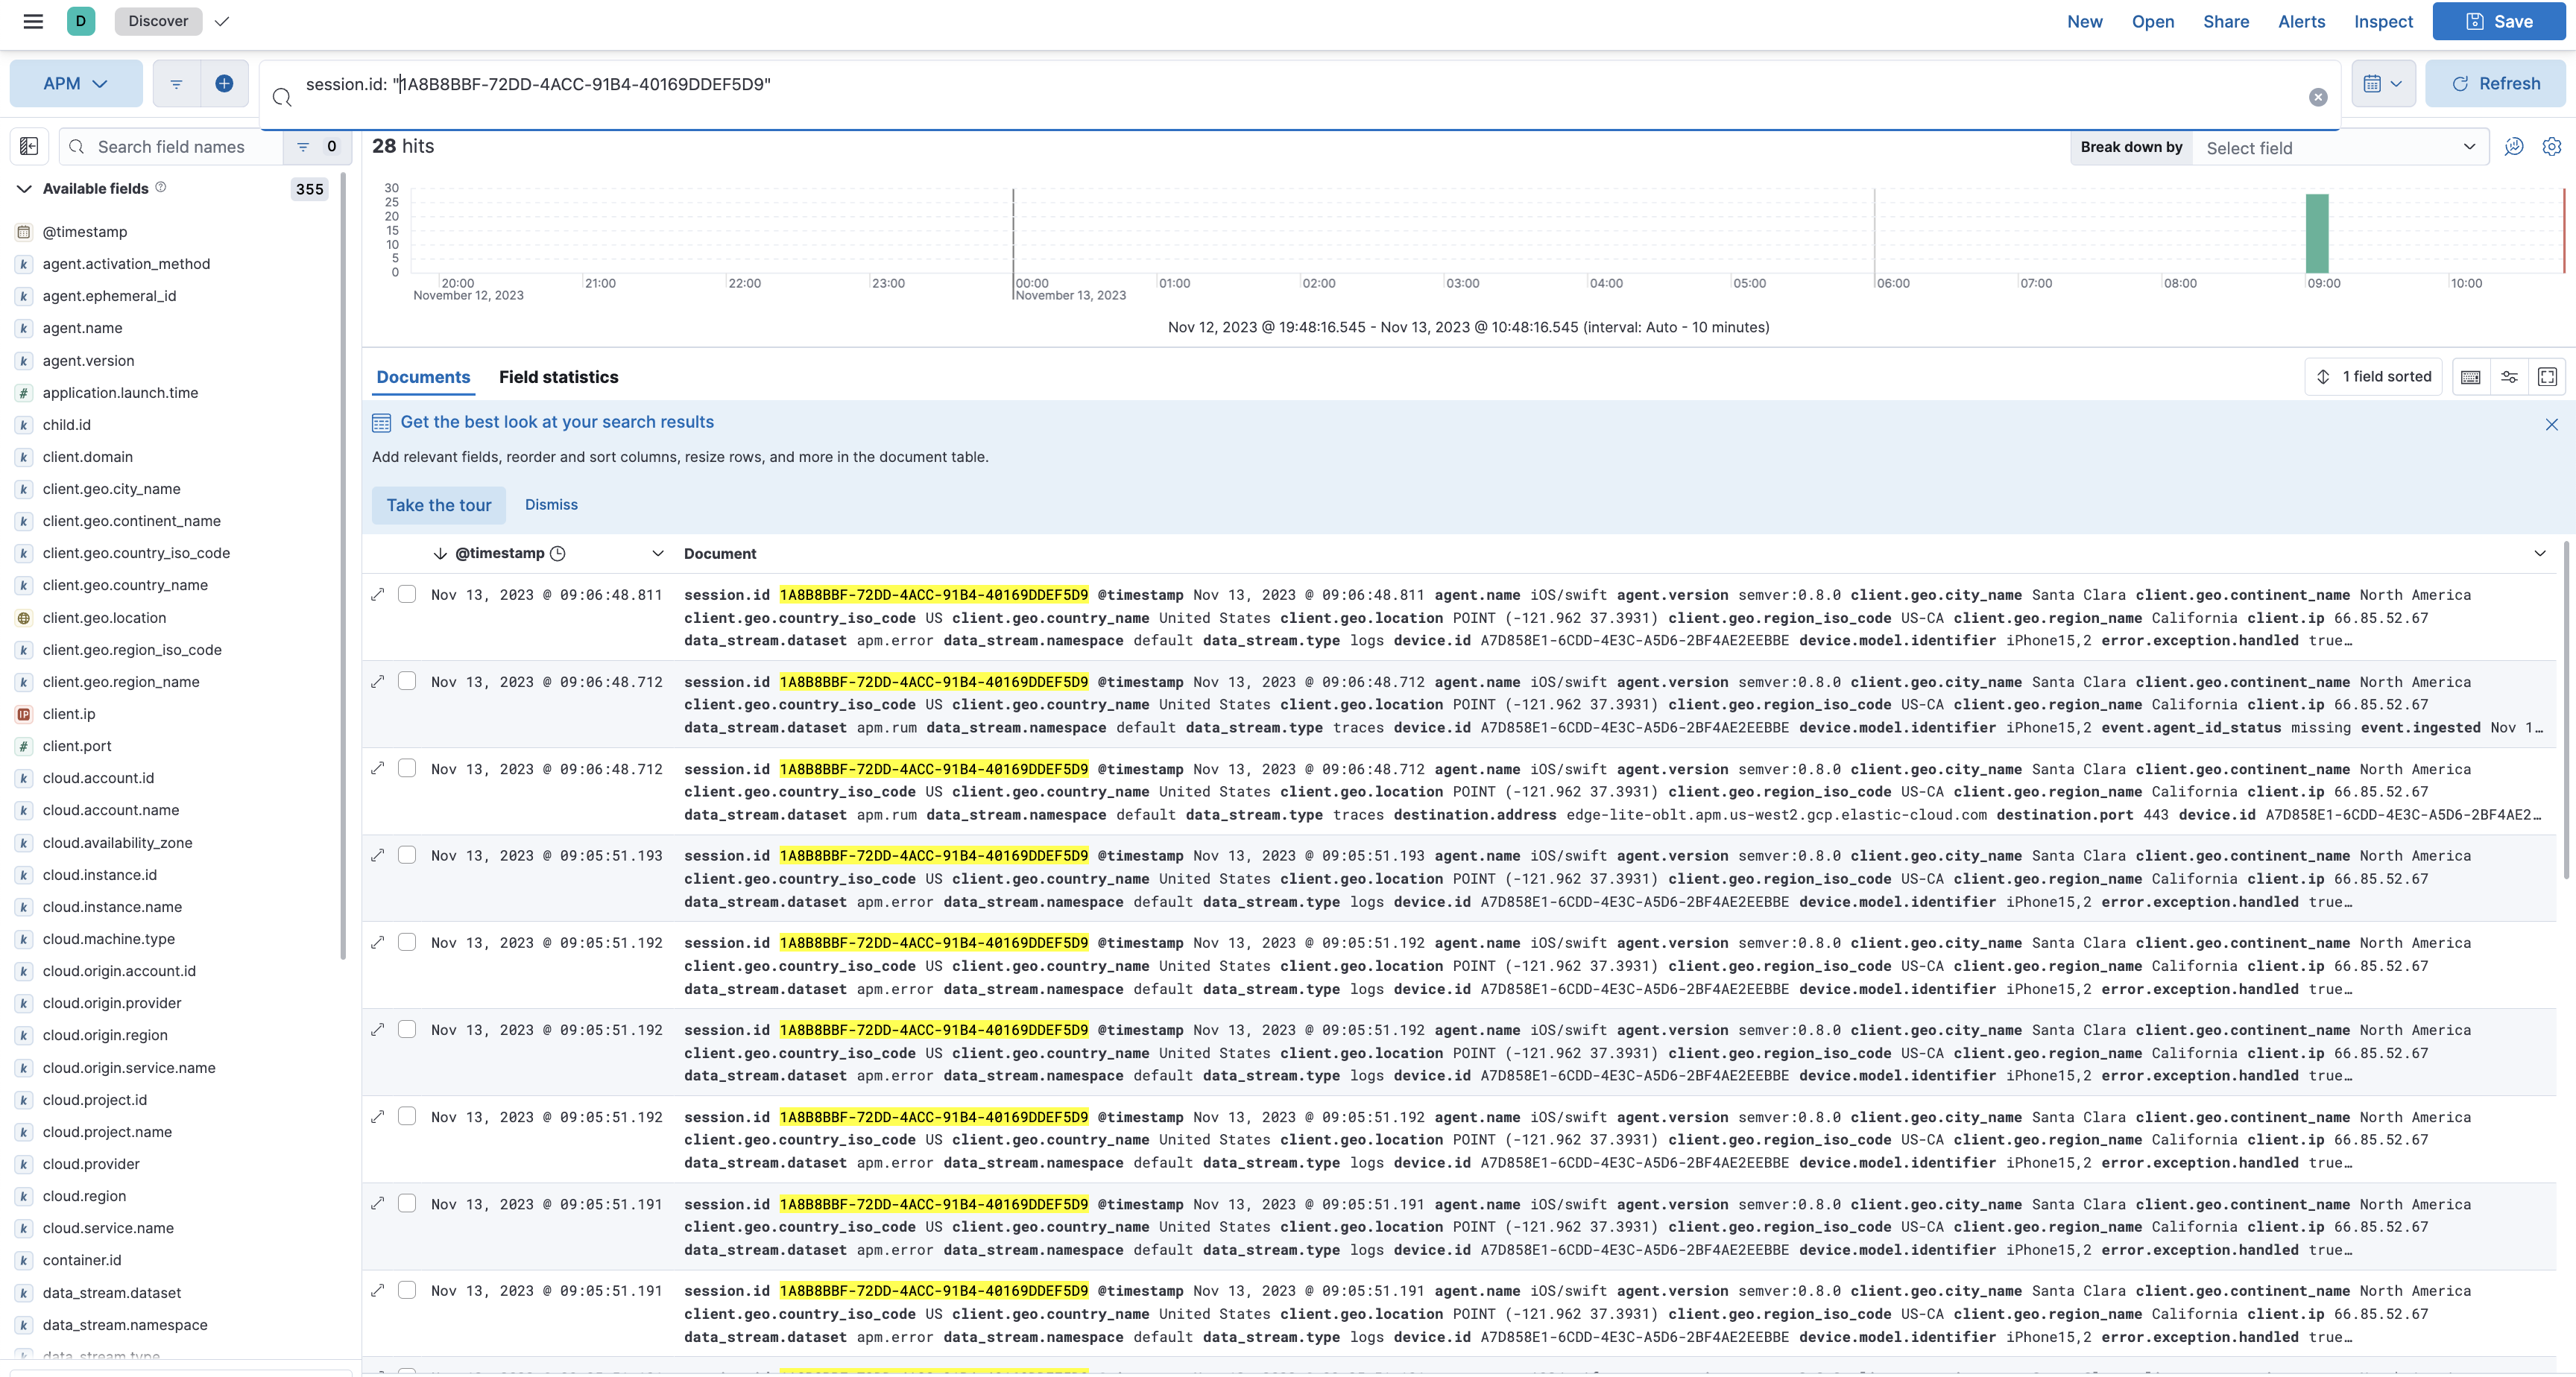 D Discover New Open Share Alerts Inspect Save
APM session.id: "1A8B8BBF-72DD-4ACC-91B4-40169DDEF5D9" Refresh
Search field names 0
28 hits Break down by Select field
Available fields 355
@timestamp
agent.activation_method
agent.ephemeral_id
agent.name
agent.version
application.launch.time
child.id
client.domain
client.geo.city_name
client.geo.continent_name
client.geo.country_iso_code
client.geo.country_name
client.geo.location
client.geo.region_iso_code
client.geo.region_name
client.ip
client.port
cloud.account.id
cloud.account.name
cloud.availability_zone
cloud.instance.id
cloud.instance.name
cloud.machine.type
cloud.origin.account.id
cloud.origin.provider
cloud.origin.region
cloud.origin.service.name
cloud.project.id
cloud.project.name
cloud.provider
cloud.region
cloud.service.name
container.id
data_stream.dataset
data_stream.namespace
data_stream.type
30
25
20
15
10
5
0
20:00 21:00 22:00 23:00 00:00 01:00 02:00 03:00 04:00 05:00 06:00 07:00 08:00 09:00 10:00
November 12, 2023 November 13, 2023
Nov 12, 2023 @ 19:48:16.545 - Nov 13, 2023 @ 10:48:16.545 (interval: Auto - 10 minutes)
Documents Field statistics 1 field sorted
Get the best look at your search results
Add relevant fields, reorder and sort columns, resize rows, and more in the document table.
Take the tour Dismiss
@timestamp Document
Nov 13, 2023 @ 09:06:48.811 session.id 1A8B8BBF-72DD-4ACC-91B4-40169DDEF5D9 @timestamp Nov 13, 2023 @ 09:06:48.811 agent.name iOS/swift agent.version semver:0.8.0 client.geo.city_name Santa Clara client.geo.continent_name North America
client.geo.country_iso_code US client.geo.country_name United States client.geo.location POINT (-121.962 37.3931) client.geo.region_iso_code US-CA client.geo.region_name California client.ip 66.85.52.67
data_stream.dataset apm.error data_stream.namespace default data_stream.type logs device.id A7D858E1-6CDD-4E3C-A5D6-2BF4AE2EEBBE device.model.identifier iPhone15,2 error.exception.handled true…
Nov 13, 2023 @ 09:06:48.712 session.id 1A8B8BBF-72DD-4ACC-91B4-40169DDEF5D9 @timestamp Nov 13, 2023 @ 09:06:48.712 agent.name iOS/swift agent.version semver:0.8.0 client.geo.city_name Santa Clara client.geo.continent_name North America
client.geo.country_iso_code US client.geo.country_name United States client.geo.location POINT (-121.962 37.3931) client.geo.region_iso_code US-CA client.geo.region_name California client.ip 66.85.52.67
data_stream.dataset apm.rum data_stream.namespace default data_stream.type traces device.id A7D858E1-6CDD-4E3C-A5D6-2BF4AE2EEBBE device.model.identifier iPhone15,2 event.agent_id_status missing event.ingested Nov 1…
Nov 13, 2023 @ 09:06:48.712 session.id 1A8B8BBF-72DD-4ACC-91B4-40169DDEF5D9 @timestamp Nov 13, 2023 @ 09:06:48.712 agent.name iOS/swift agent.version semver:0.8.0 client.geo.city_name Santa Clara client.geo.continent_name North America
client.geo.country_iso_code US client.geo.country_name United States client.geo.location POINT (-121.962 37.3931) client.geo.region_iso_code US-CA client.geo.region_name California client.ip 66.85.52.67
data_stream.dataset apm.rum data_stream.namespace default data_stream.type traces destination.address edge-lite-oblt.apm.us-west2.gcp.elastic-cloud.com destination.port 443 device.id A7D858E1-6CDD-4E3C-A5D6-2BF4AE2…
Nov 13, 2023 @ 09:05:51.193 session.id 1A8B8BBF-72DD-4ACC-91B4-40169DDEF5D9 @timestamp Nov 13, 2023 @ 09:05:51.193 agent.name iOS/swift agent.version semver:0.8.0 client.geo.city_name Santa Clara client.geo.continent_name North America
client.geo.country_iso_code US client.geo.country_name United States client.geo.location POINT (-121.962 37.3931) client.geo.region_iso_code US-CA client.geo.region_name California client.ip 66.85.52.67
data_stream.dataset apm.error data_stream.namespace default data_stream.type logs device.id A7D858E1-6CDD-4E3C-A5D6-2BF4AE2EEBBE device.model.identifier iPhone15,2 error.exception.handled true…
Nov 13, 2023 @ 09:05:51.192 session.id 1A8B8BBF-72DD-4ACC-91B4-40169DDEF5D9 @timestamp Nov 13, 2023 @ 09:05:51.192 agent.name iOS/swift agent.version semver:0.8.0 client.geo.city_name Santa Clara client.geo.continent_name North America
client.geo.country_iso_code US client.geo.country_name United States client.geo.location POINT (-121.962 37.3931) client.geo.region_iso_code US-CA client.geo.region_name California client.ip 66.85.52.67
data_stream.dataset apm.error data_stream.namespace default data_stream.type logs device.id A7D858E1-6CDD-4E3C-A5D6-2BF4AE2EEBBE device.model.identifier iPhone15,2 error.exception.handled true…
Nov 13, 2023 @ 09:05:51.192 session.id 1A8B8BBF-72DD-4ACC-91B4-40169DDEF5D9 @timestamp Nov 13, 2023 @ 09:05:51.192 agent.name iOS/swift agent.version semver:0.8.0 client.geo.city_name Santa Clara client.geo.continent_name North America
client.geo.country_iso_code US client.geo.country_name United States client.geo.location POINT (-121.962 37.3931) client.geo.region_iso_code US-CA client.geo.region_name California client.ip 66.85.52.67
data_stream.dataset apm.error data_stream.namespace default data_stream.type logs device.id A7D858E1-6CDD-4E3C-A5D6-2BF4AE2EEBBE device.model.identifier iPhone15,2 error.exception.handled true…
Nov 13, 2023 @ 09:05:51.192 session.id 1A8B8BBF-72DD-4ACC-91B4-40169DDEF5D9 @timestamp Nov 13, 2023 @ 09:05:51.192 agent.name iOS/swift agent.version semver:0.8.0 client.geo.city_name Santa Clara client.geo.continent_name North America
client.geo.country_iso_code US client.geo.country_name United States client.geo.location POINT (-121.962 37.3931) client.geo.region_iso_code US-CA client.geo.region_name California client.ip 66.85.52.67
data_stream.dataset apm.error data_stream.namespace default data_stream.type logs device.id A7D858E1-6CDD-4E3C-A5D6-2BF4AE2EEBBE device.model.identifier iPhone15,2 error.exception.handled true…
Nov 13, 2023 @ 09:05:51.191 session.id 1A8B8BBF-72DD-4ACC-91B4-40169DDEF5D9 @timestamp Nov 13, 2023 @ 09:05:51.191 agent.name iOS/swift agent.version semver:0.8.0 client.geo.city_name Santa Clara client.geo.continent_name North America
client.geo.country_iso_code US client.geo.country_name United States client.geo.location POINT (-121.962 37.3931) client.geo.region_iso_code US-CA client.geo.region_name California client.ip 66.85.52.67
data_stream.dataset apm.error data_stream.namespace default data_stream.type logs device.id A7D858E1-6CDD-4E3C-A5D6-2BF4AE2EEBBE device.model.identifier iPhone15,2 error.exception.handled true…
Nov 13, 2023 @ 09:05:51.191 session.id 1A8B8BBF-72DD-4ACC-91B4-40169DDEF5D9 @timestamp Nov 13, 2023 @ 09:05:51.191 agent.name iOS/swift agent.version semver:0.8.0 client.geo.city_name Santa Clara client.geo.continent_name North America
client.geo.country_iso_code US client.geo.country_name United States client.geo.location POINT (-121.962 37.3931) client.geo.region_iso_code US-CA client.geo.region_name California client.ip 66.85.52.67
data_stream.dataset apm.error data_stream.namespace default data_stream.type logs device.id A7D858E1-6CDD-4E3C-A5D6-2BF4AE2EEBBE device.model.identifier iPhone15,2 error.exception.handled true…